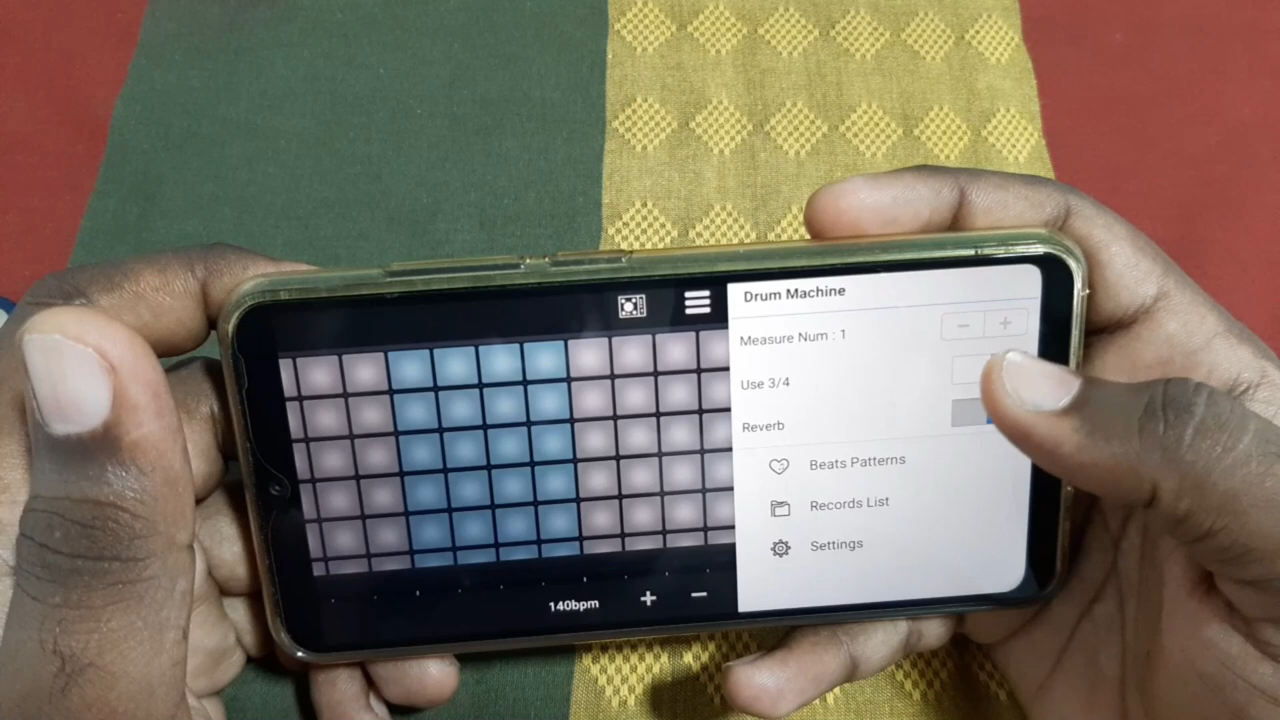 Drum Machine
Measure Num : 1
Use 3/4
Reverb
Beats Patterns
Records List
Settings
140bpm